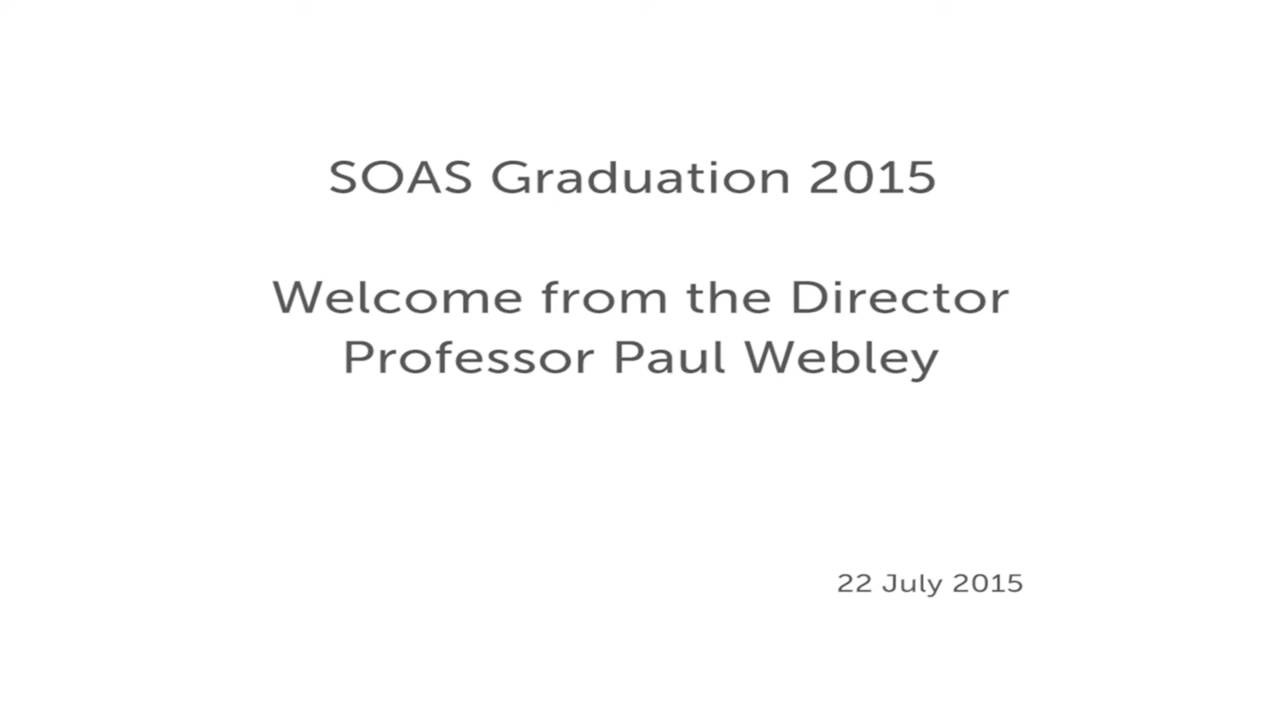 SOAS Graduation 2015
Welcome from the Director
Professor Paul Webley
22 July 2015